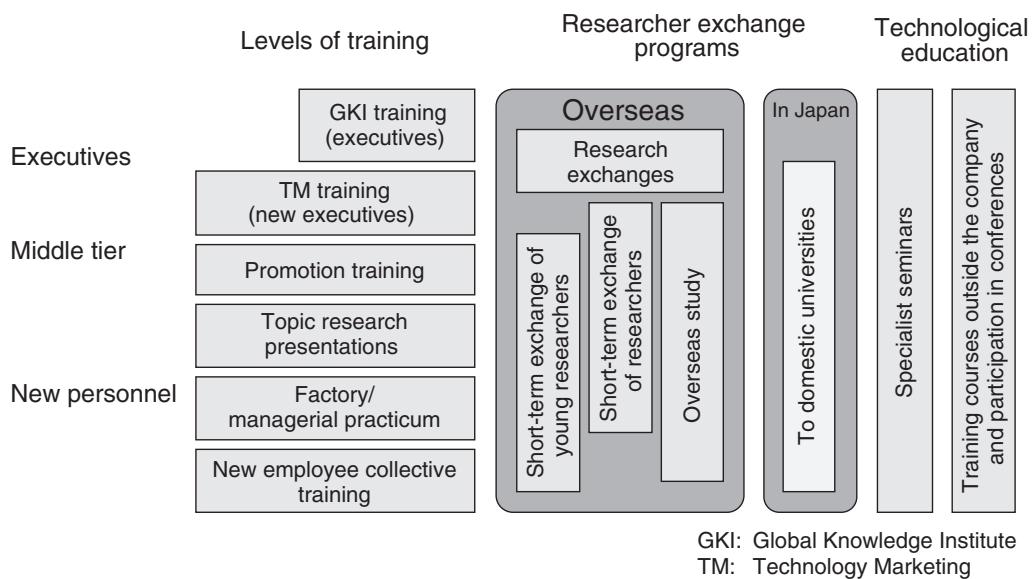 Levels of training
Researcher exchange
programs
Technological
education
Executives
Middle tier
New personnel
GKI training
(executives)
TM training
(new executives)
Promotion training
Topic research
presentations
Factory/
managerial practicum
New employee collective
training
Overseas
Research
exchanges
Short-term exchange of
young researchers
Short-term exchange
of researchers
Overseas study
In Japan
To domestic universities
Specialist seminars
Training courses outside the company
and participation in conferences
GKI: Global Knowledge Institute
TM: Technology Marketing